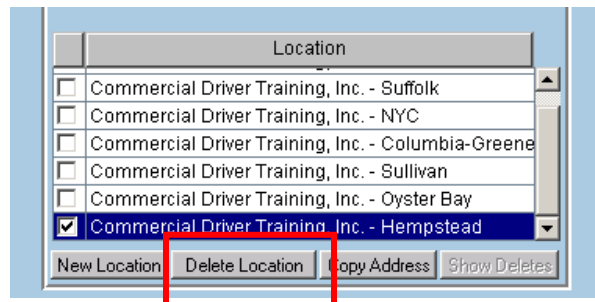 Location
Commercial Driver Training, Inc. - Suffolk
Commercial Driver Training, Inc. - NYC
Commercial Driver Training, Inc. - Columbia-Greene
Commercial Driver Training, Inc. - Sullivan
Commercial Driver Training, Inc. - Oyster Bay
Commercial Driver Training, Inc. - Hempstead
New Location Delete Location Copy Address Show Deletes